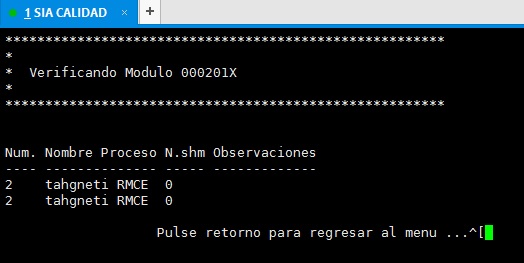 1 SIA CALIDAD × +
*******************************************************
*
* Verificando Modulo 000201X
*
*******************************************************
Num. Nombre Proceso N.shm Observaciones
---- -------------- ----- -------------
2 tahgneti RMCE 0
2 tahgneti RMCE 0
Pulse retorno para regresar al menu ...^[